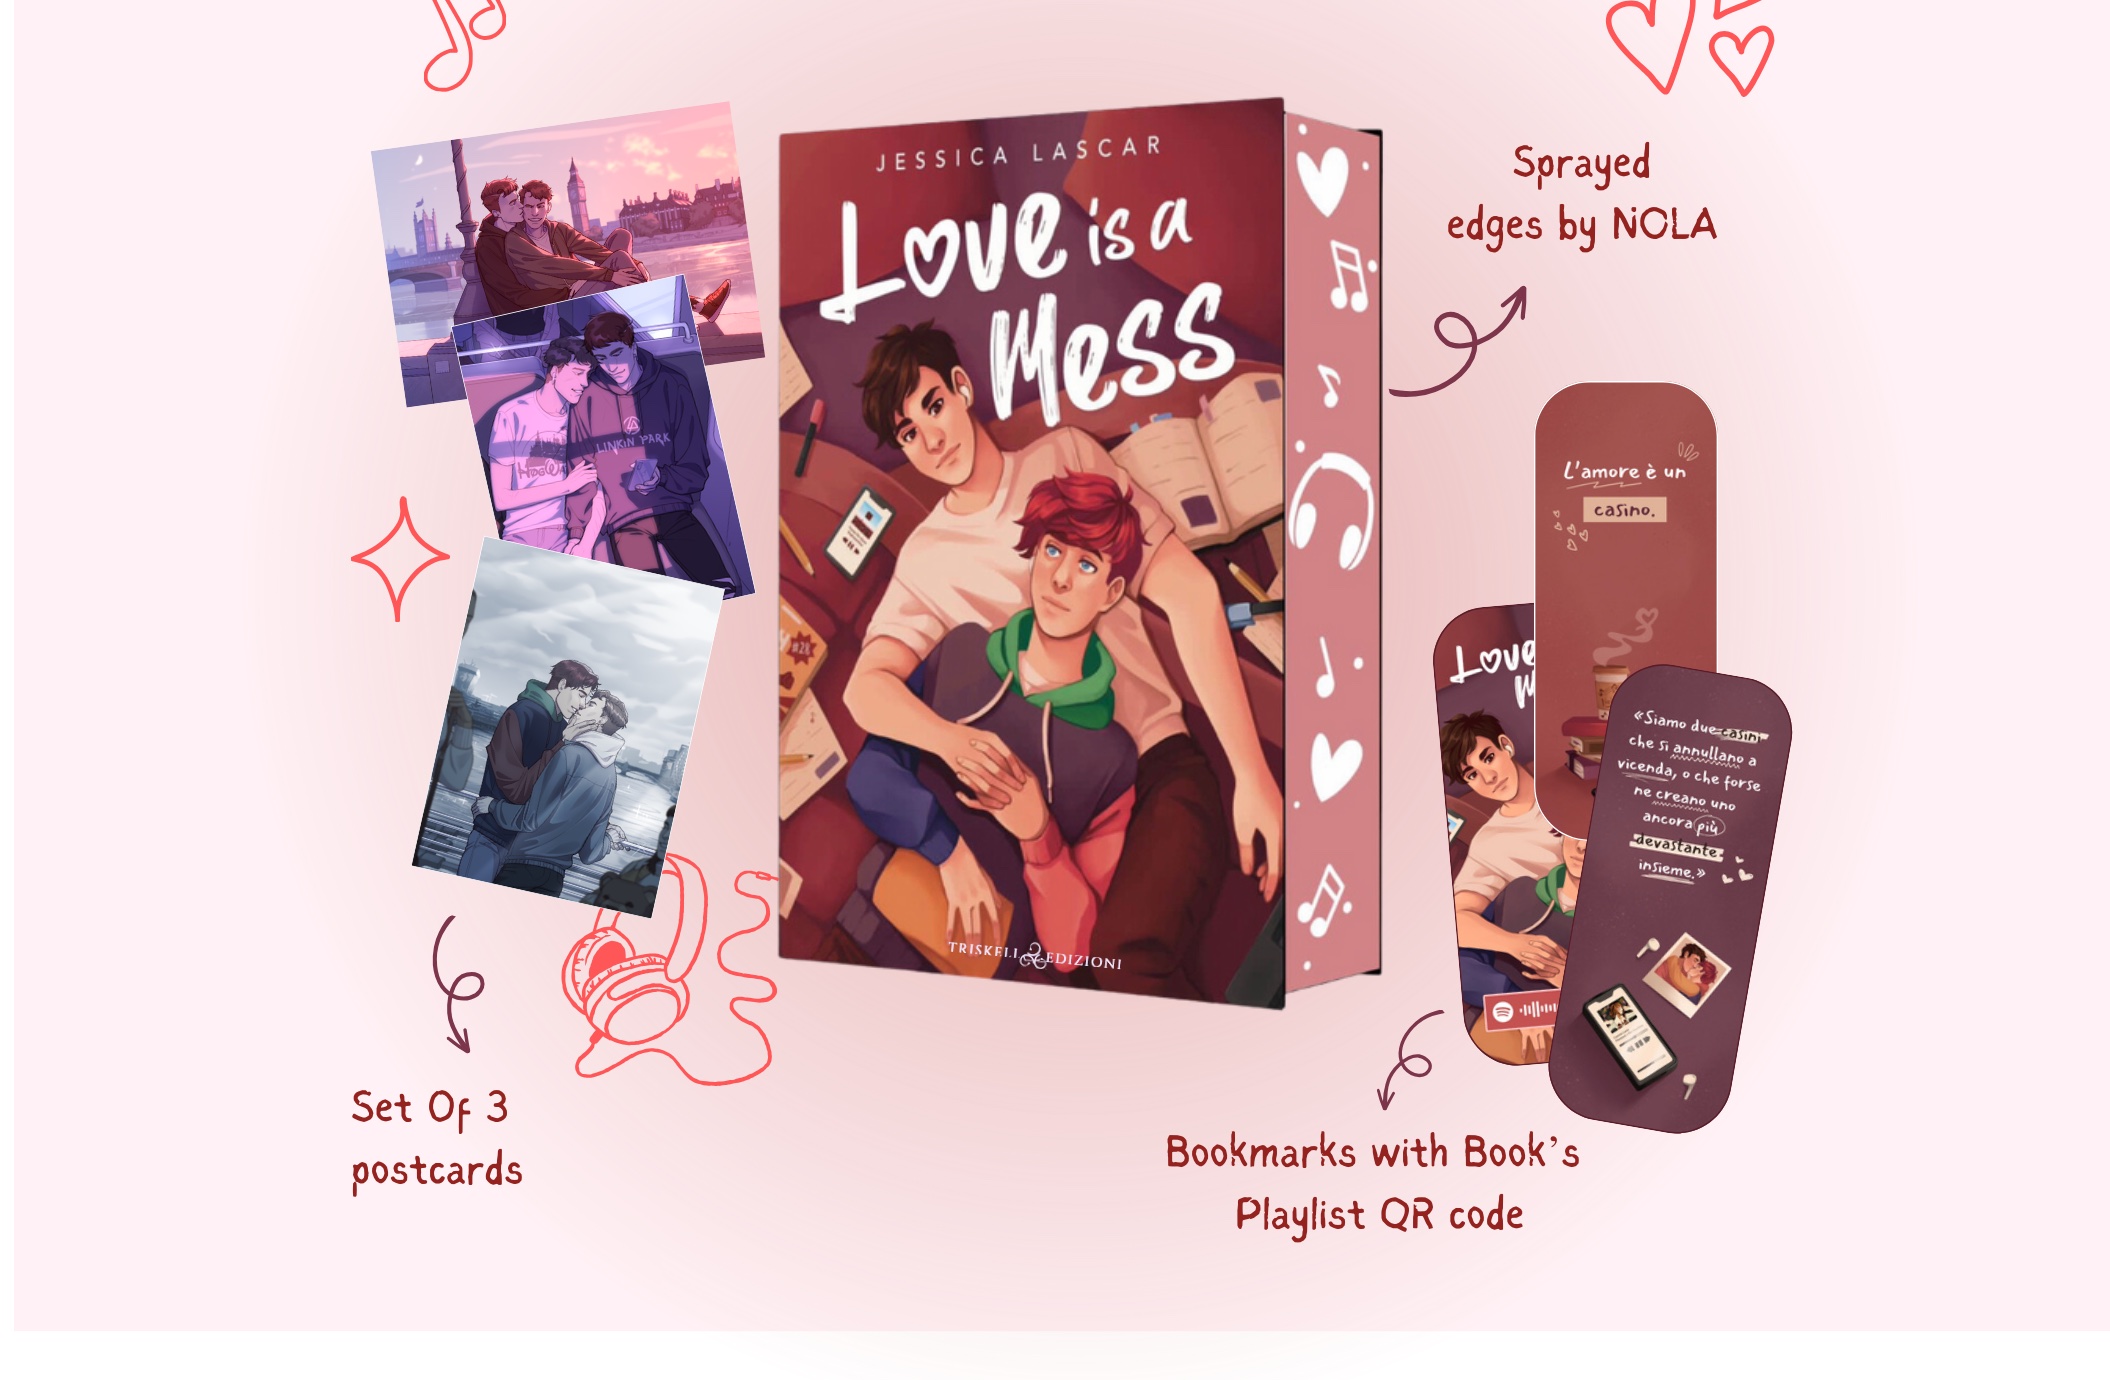 JESSICA LASCAR
Love is a
Mess
TRISKELL EDIZIONI
#28
LINKIN PARK
Sprayed
edges by NOLA
L'amore è un
casino.
Love
M
«Siamo due casini
che si annullano a
vicenda, o che forse
ne creano uno
ancora più
devastante
insieme.»
Set Of 3
postcards
Bookmarks with Book's
Playlist QR code